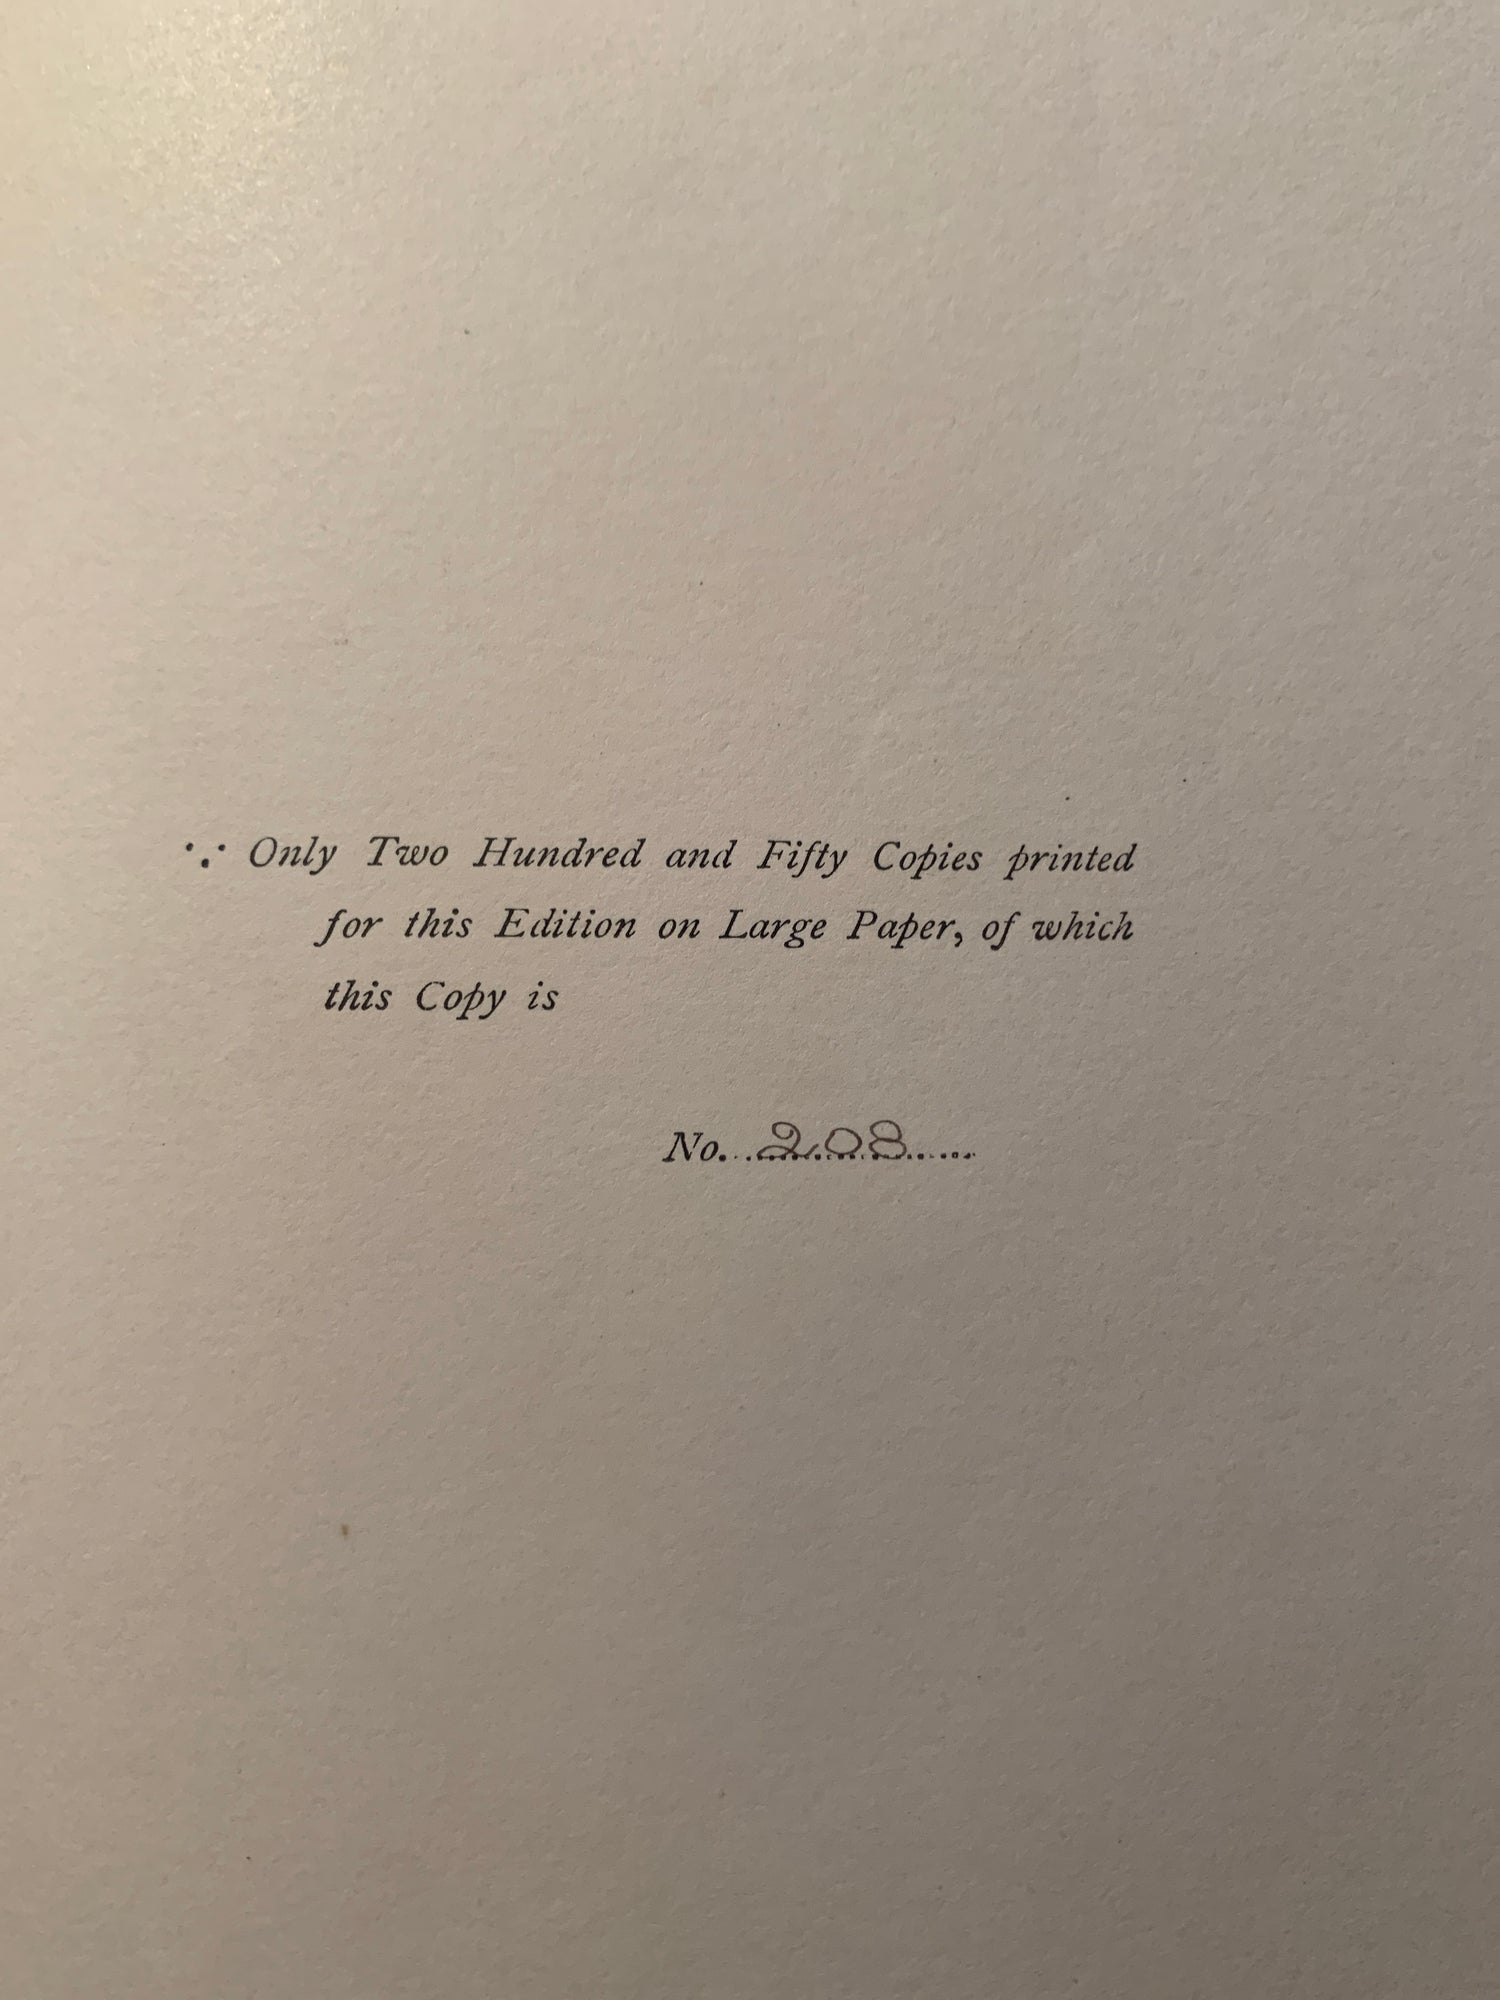 ∵ Only Two Hundred and Fifty Copies printed
for this Edition on Large Paper, of which
this Copy is
No...208......